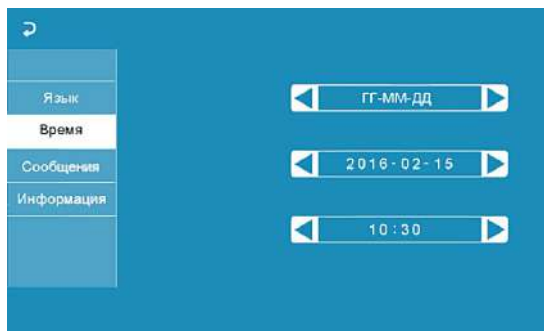 Язык
Время
Сообщения
Информация
ГГ-ММ-ДД
2016-02-15
10:30